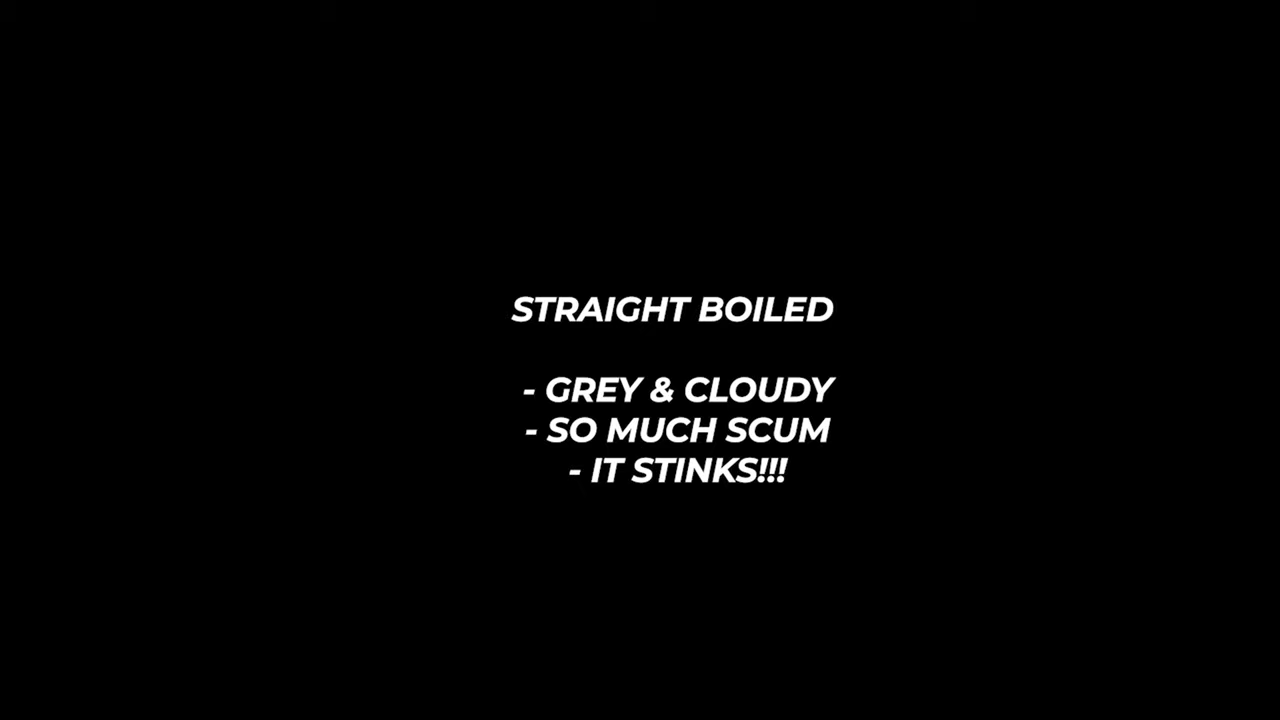 STRAIGHT BOILED
- GREY & CLOUDY
- SO MUCH SCUM
- IT STINKS!!!